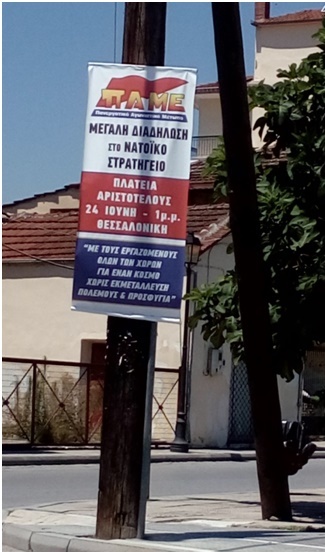 ΠΑΜΕ
Πανεργατικό Αγωνιστικό Μέτωπο
ΜΕΓΑΛΗ ΔΙΑΔΗΛΩΣΗ
ΣΤΟ ΝΑΤΟΪΚΟ
ΣΤΡΑΤΗΓΕΙΟ
ΠΛΑΤΕΙΑ
ΑΡΙΣΤΟΤΕΛΟΥΣ
24 ΙΟΥΝΗ - 1μ.μ.
ΘΕΣΣΑΛΟΝΙΚΗ
"ΜΕ ΤΟΥΣ ΕΡΓΑΖΟΜΕΝΟΥΣ
ΟΛΩΝ ΤΩΝ ΧΩΡΩΝ
ΓΙΑ ΕΝΑΝ ΚΟΣΜΟ
ΧΩΡΙΣ ΕΚΜΕΤΑΛΛΕΥΣΗ
ΠΟΛΕΜΟΥΣ & ΠΡΟΣΦΥΓΙΑ"